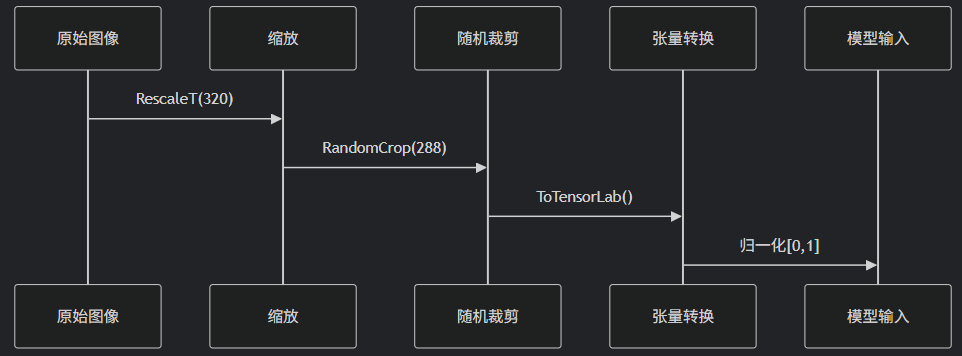 原始图像
缩放
随机裁剪
张量转换
模型输入
RescaleT(320)
RandomCrop(288)
ToTensorLab()
归一化[0,1]
原始图像
缩放
随机裁剪
张量转换
模型输入